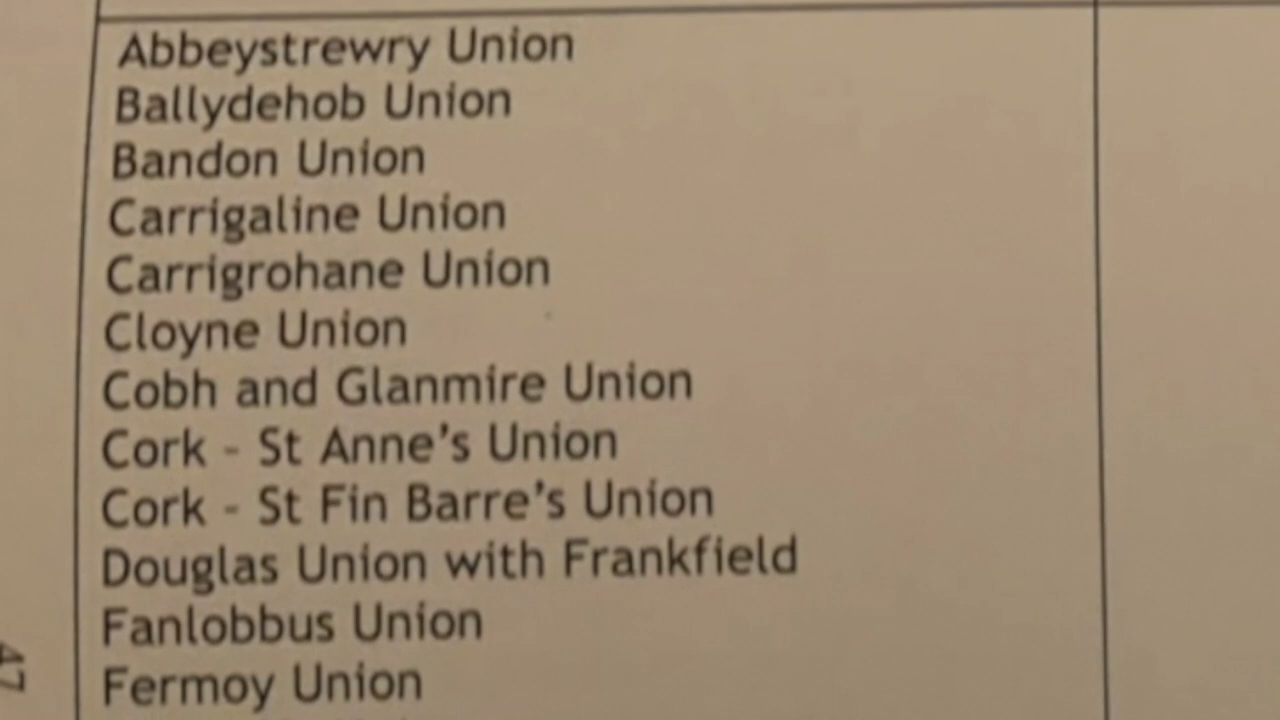 Abbeystrewry Union
Ballydehob Union
Bandon Union
Carrigaline Union
Carrigrohane Union
Cloyne Union
Cobh and Glanmire Union
Cork - St Anne's Union
Cork - St Fin Barre's Union
Douglas Union with Frankfield
Fanlobbus Union
Fermoy Union
47